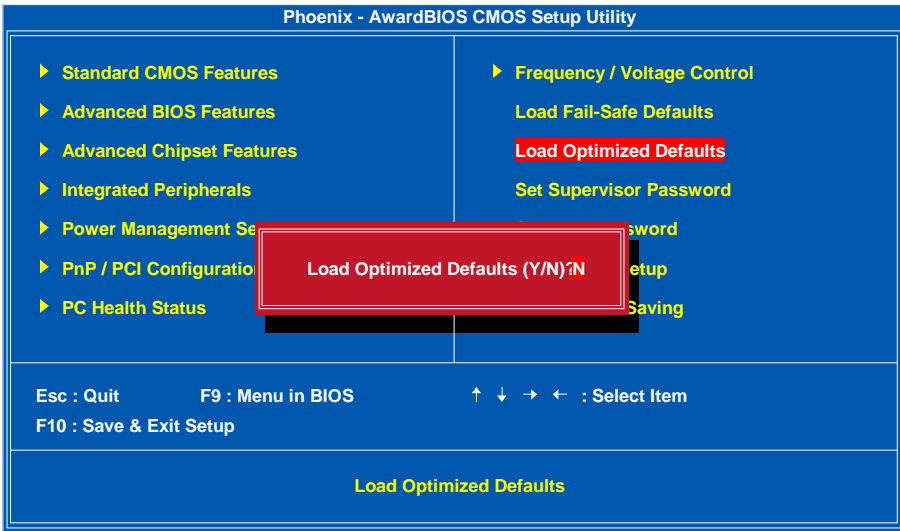 Phoenix - AwardBIOS CMOS Setup Utility
Standard CMOS Features
Advanced BIOS Features
Advanced Chipset Features
Integrated Peripherals
Power Management Se
PnP / PCI Configuratio
PC Health Status
Frequency / Voltage Control
Load Fail-Safe Defaults
Load Optimized Defaults
Set Supervisor Password
sword
etup
Saving
Load Optimized Defaults (Y/N)?N
Esc : Quit F9 : Menu in BIOS ↑ ↓ → ← : Select Item
F10 : Save & Exit Setup
Load Optimized Defaults